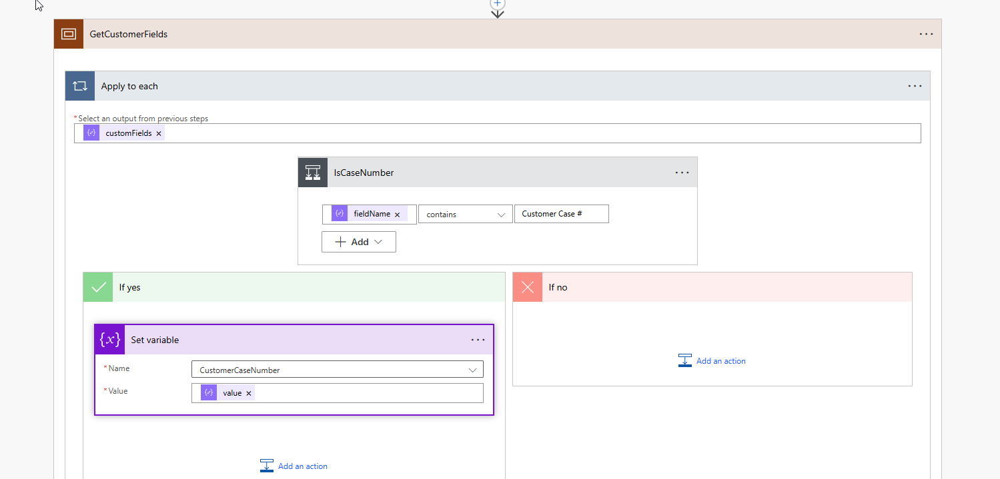 GetCustomerFields
Apply to each
*Select an output from previous steps
customFields
IsCaseNumber
fieldName contains Customer Case #
Add
If yes
If no
{x} Set variable
*Name CustomerCaseNumber
*Value value
Add an action
Add an action